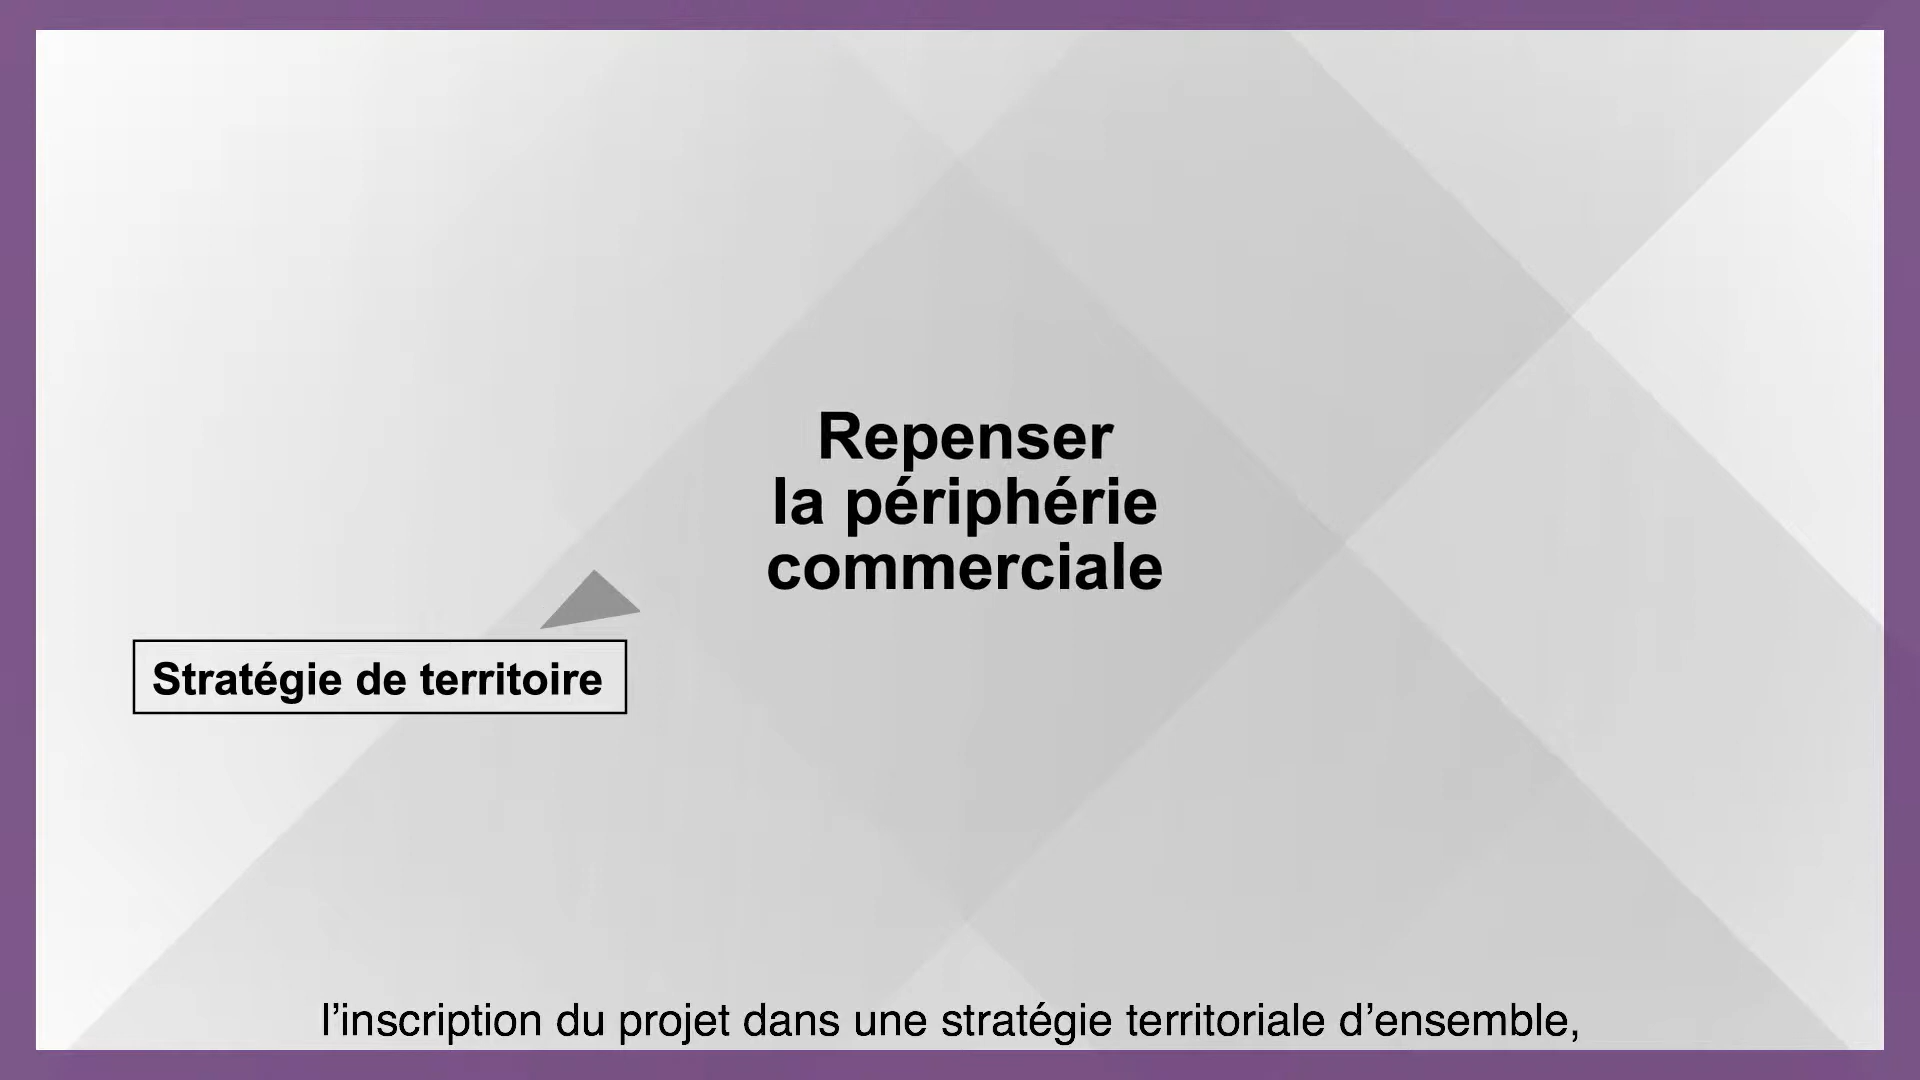 Repenser
la périphérie
commerciale
Stratégie de territoire
l’inscription du projet dans une stratégie territoriale d’ensemble,